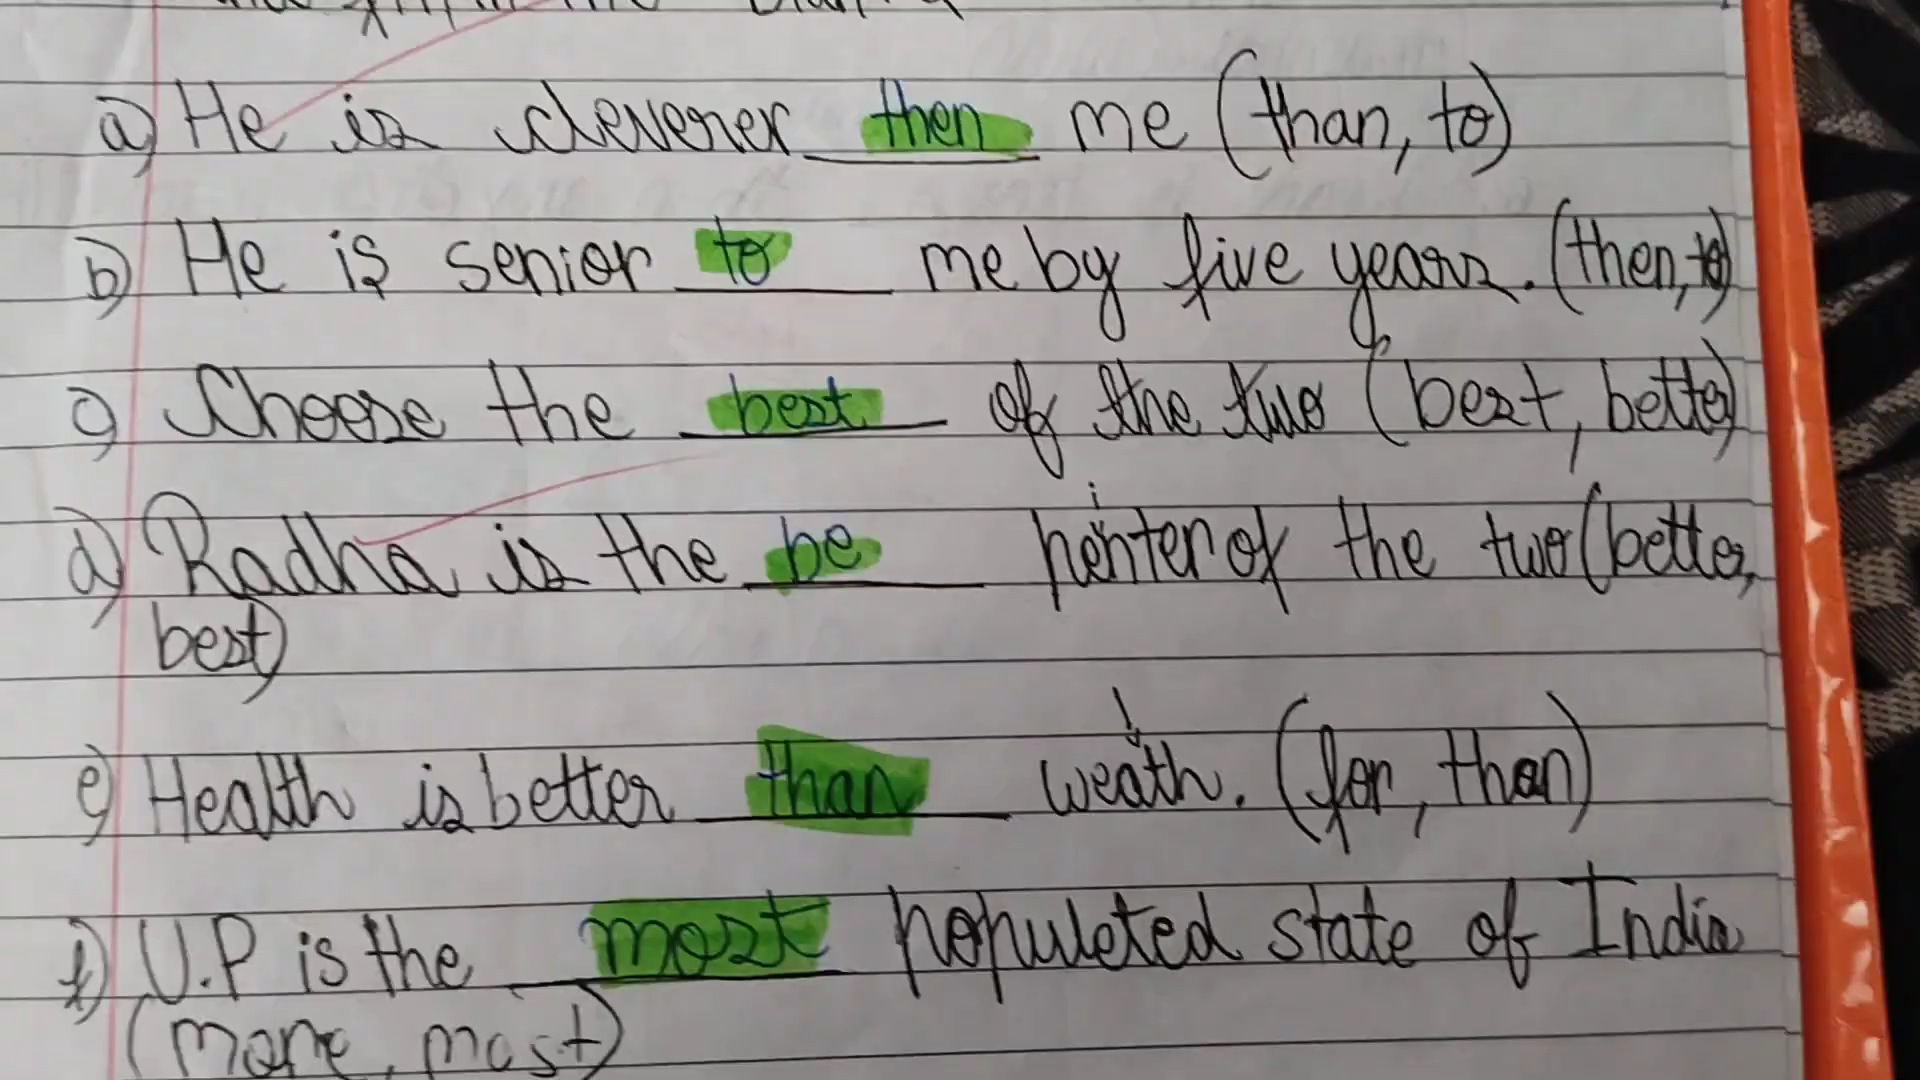 a) He is cleverer then me (than, to)
b) He is senior to me by five years. (then, to)
c) Choose the best of the two (best, better)
d) Radha is the be painter of the two (better,
best)
e) Health is better than wealth. (for, than)
f) U.P is the most populeted state of India
(more, most)